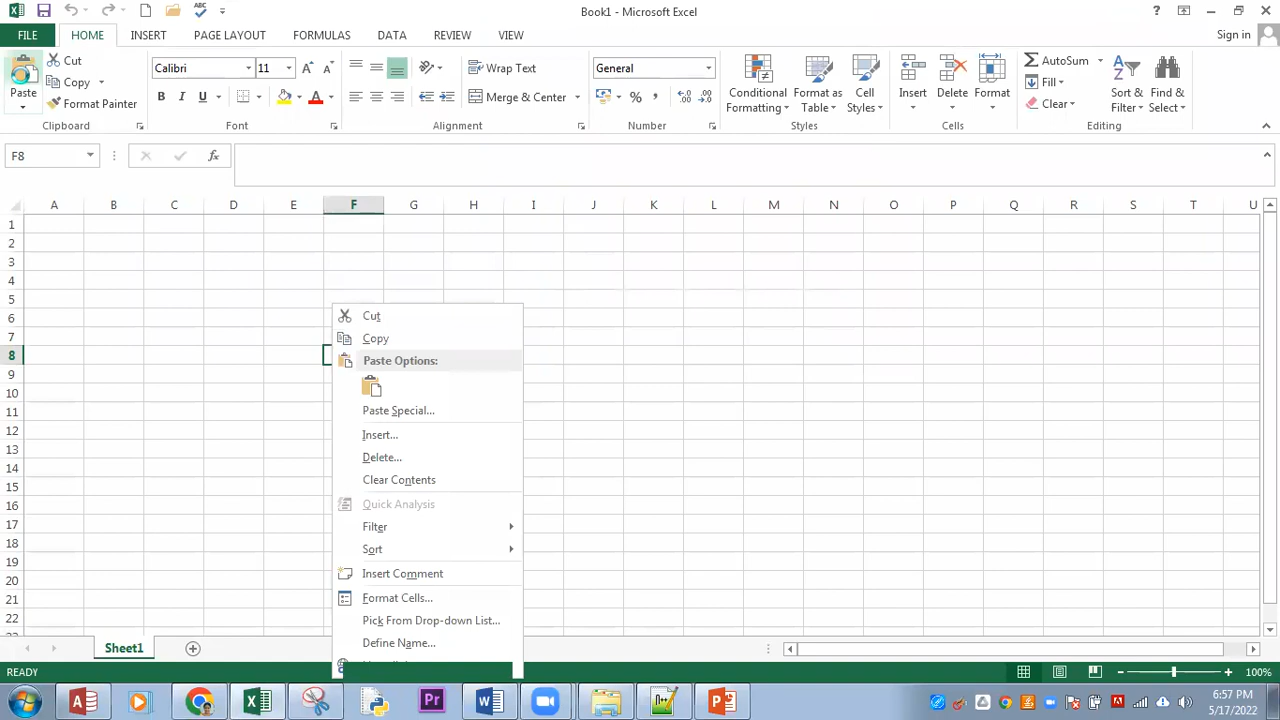 Book1 - Microsoft Excel
?
FILE HOME INSERT PAGE LAYOUT FORMULAS DATA REVIEW VIEW Sign in
Paste
Cut
Copy
Format Painter
Clipboard
Calibri 11
B I U
Font
Wrap Text
Merge & Center
Alignment
General
% ,
Number
Conditional Formatting
Format as Table
Cell Styles
Styles
Insert Delete Format
Cells
AutoSum
Fill
Clear
Sort & Filter
Find & Select
Editing
F8 fx
A B C D E F G H I J K L M N O P Q R S T U
1
2
3
4
5
6
7
8
9
10
11
12
13
14
15
16
17
18
19
20
21
22
Cut
Copy
Paste Options:
Paste Special...
Insert...
Delete...
Clear Contents
Quick Analysis
Filter
Sort
Insert Comment
Format Cells...
Pick From Drop-down List...
Define Name...
Sheet1
READY 100%
6:57 PM
5/17/2022